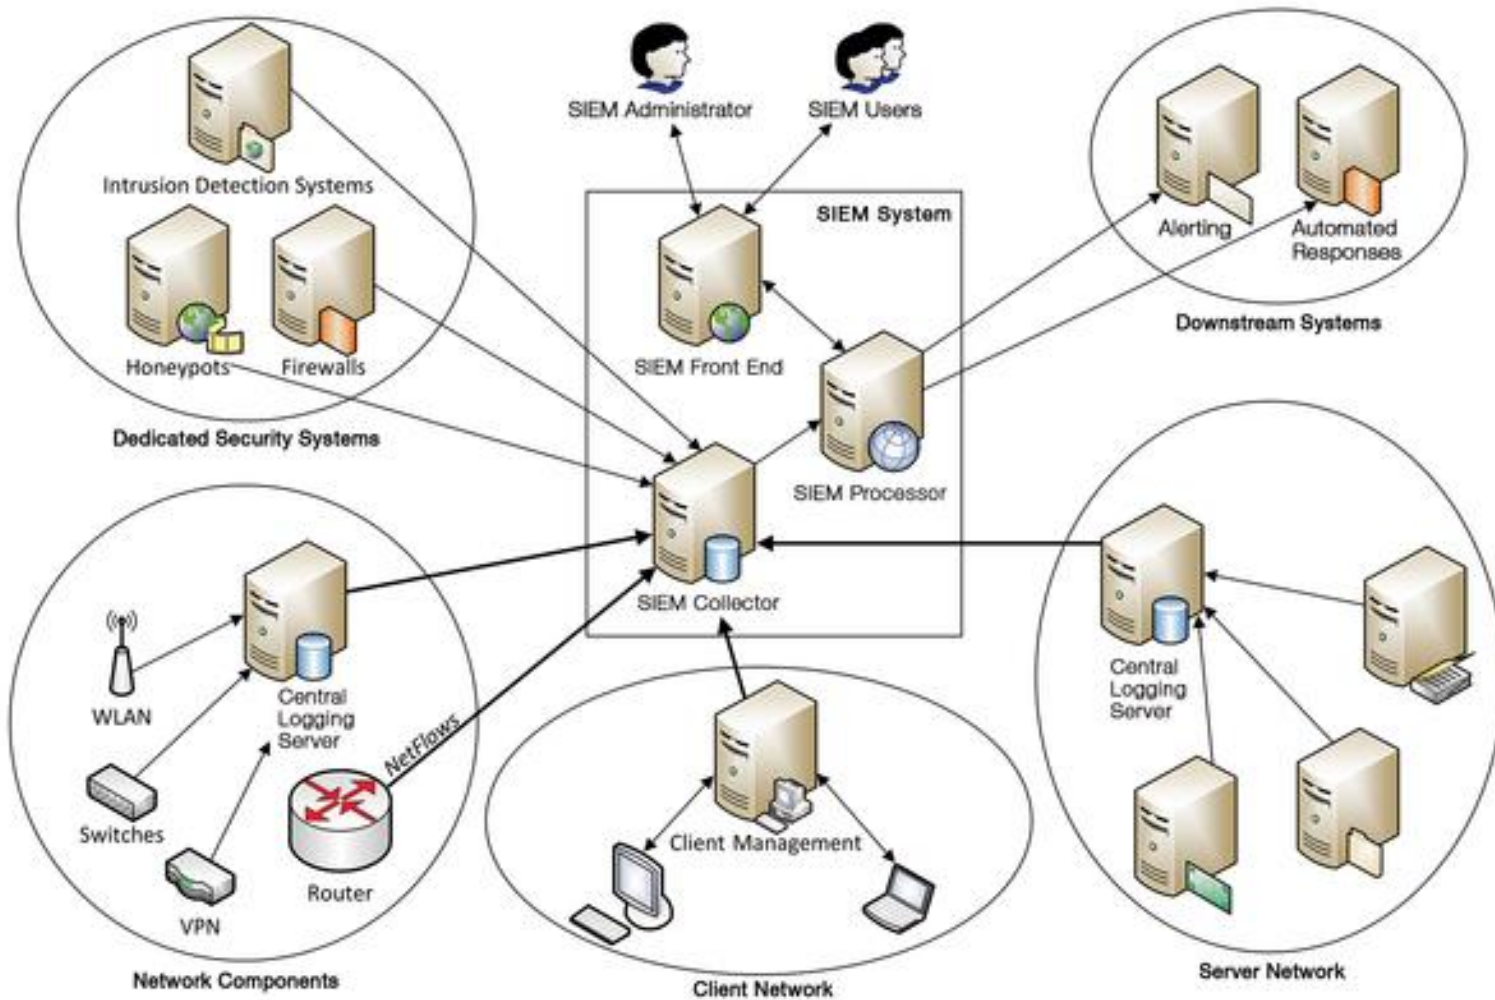 SIEM Administrator
SIEM Users
Intrusion Detection Systems
Honeypots
Firewalls
Dedicated Security Systems
SIEM System
SIEM Front End
SIEM Processor
SIEM Collector
Alerting
Automated
Responses
Downstream Systems
WLAN
Switches
VPN
Central
Logging
Server
NetFlows
Router
Network Components
Client Management
Client Network
Central
Logging
Server
Server Network